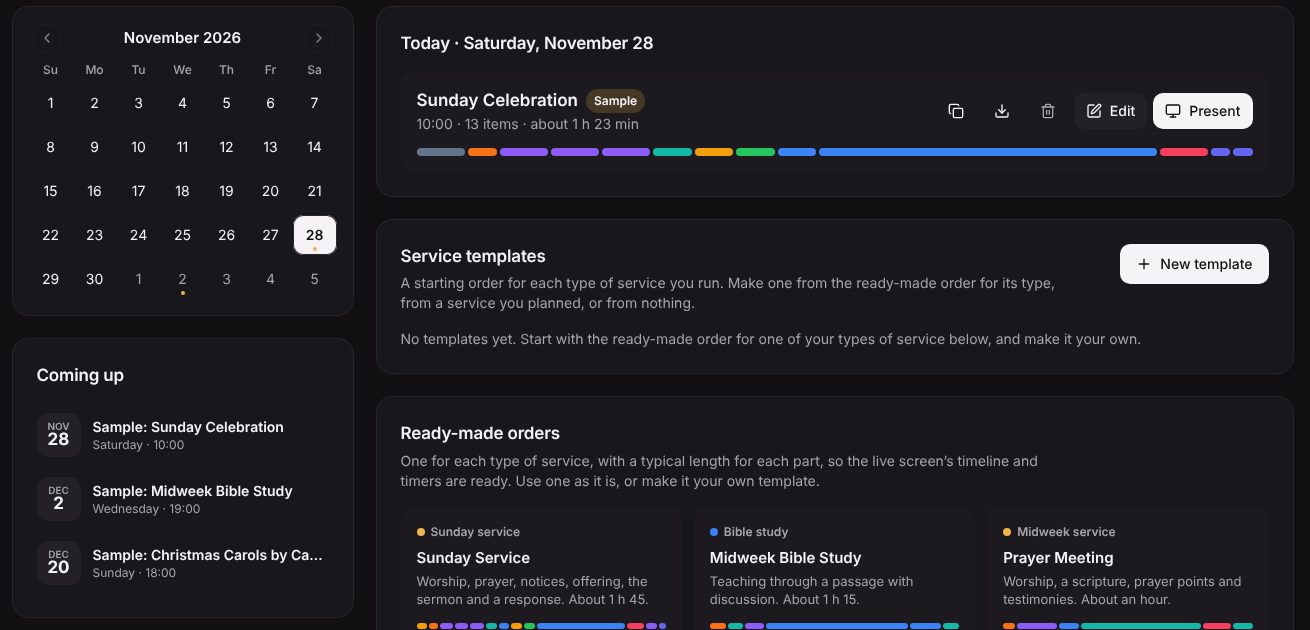 November 2026
Su Mo Tu We Th Fr Sa
1 2 3 4 5 6 7
8 9 10 11 12 13 14
15 16 17 18 19 20 21
22 23 24 25 26 27 28
29 30 1 2 3 4 5
Coming up
NOV
28
Sample: Sunday Celebration
Saturday · 10:00
DEC
2
Sample: Midweek Bible Study
Wednesday · 19:00
DEC
20
Sample: Christmas Carols by Ca...
Sunday · 18:00
Today · Saturday, November 28
Sunday Celebration Sample
10:00 · 13 items · about 1 h 23 min
Edit
Present
Service templates
A starting order for each type of service you run. Make one from the ready-made order for its type,
from a service you planned, or from nothing.
New template
No templates yet. Start with the ready-made order for one of your types of service below, and make it your own.
Ready-made orders
One for each type of service, with a typical length for each part, so the live screen’s timeline and
timers are ready. Use one as it is, or make it your own template.
Sunday service
Sunday Service
Worship, prayer, notices, offering, the
sermon and a response. About 1 h 45.
Bible study
Midweek Bible Study
Teaching through a passage with
discussion. About 1 h 15.
Midweek service
Prayer Meeting
Worship, a scripture, prayer points and
testimonies. About an hour.